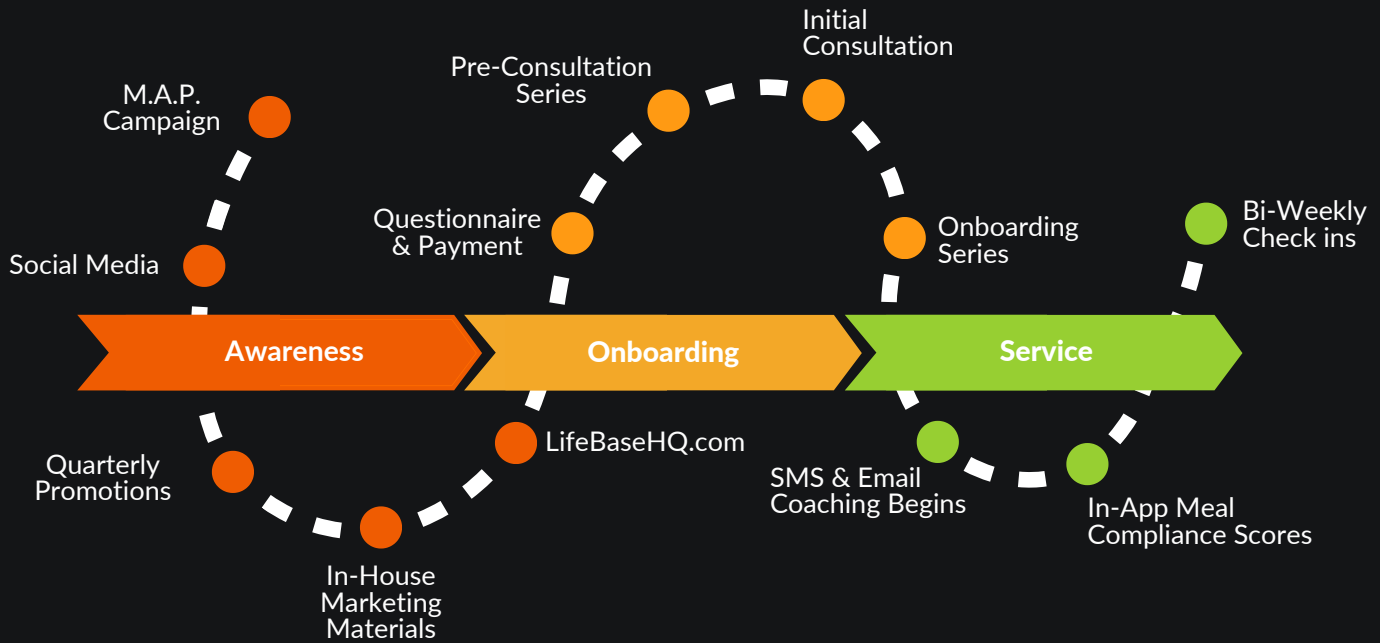 M.A.P.
Campaign
Social Media
Quarterly
Promotions
In-House
Marketing
Materials
LifeBaseHQ.com
Questionnaire
& Payment
Pre-Consultation
Series
Initial
Consultation
Onboarding
Series
SMS & Email
Coaching Begins
In-App Meal
Compliance Scores
Bi-Weekly
Check ins
Awareness
Onboarding
Service